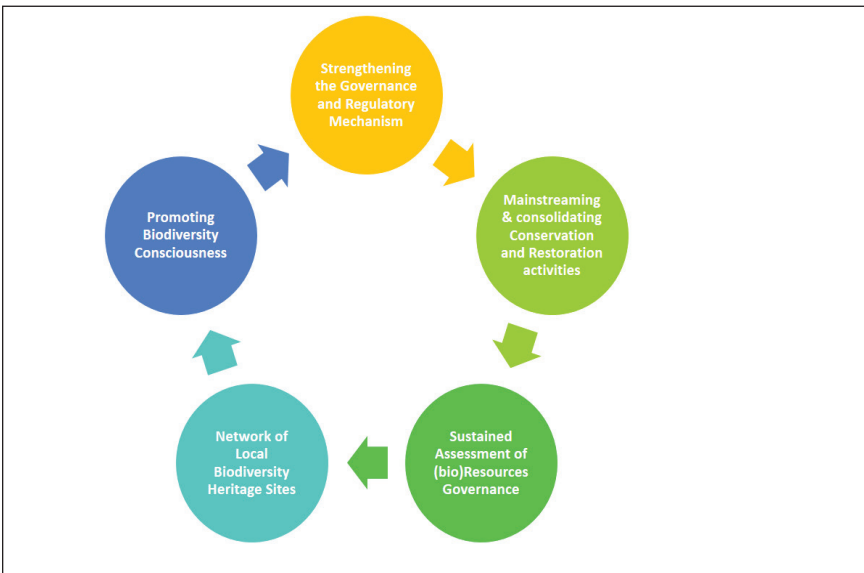 Strengthening
the Governance
and Regulatory
Mechanism
Mainstreaming
& consolidating
Conservation
and Restoration
activities
Sustained
Assessment of
(bio)Resources
Governance
Network of
Local
Biodiversity
Heritage Sites
Promoting
Biodiversity
Consciousness